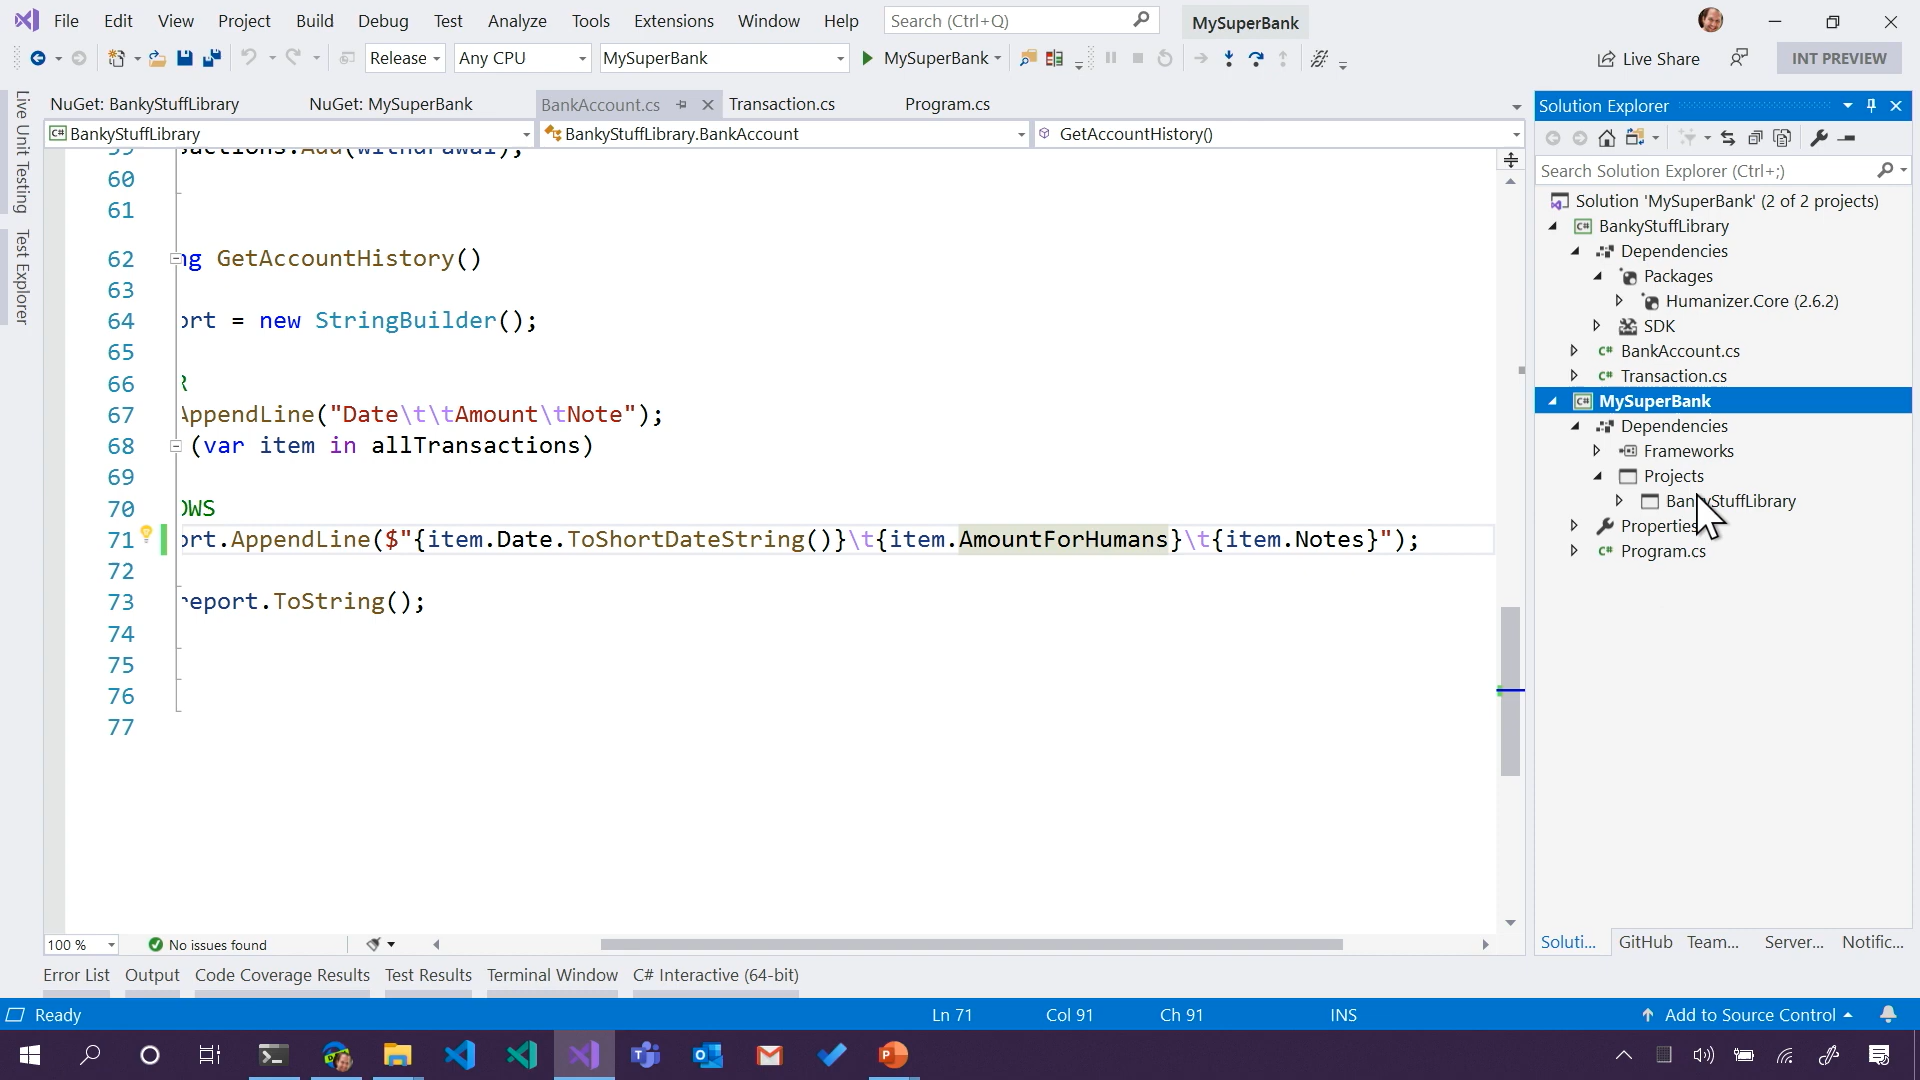 File Edit View Project Build Debug Test Analyze Tools Extensions Window Help Search (Ctrl+Q) MySuperBank
Release Any CPU MySuperBank MySuperBank Live Share INT PREVIEW
Live Unit Testing
Test Explorer
NuGet: BankyStuffLibrary NuGet: MySuperBank BankAccount.cs Transaction.cs Program.cs
C# BankyStuffLibrary BankyStuffLibrary.BankAccount GetAccountHistory()
60
61
62 ng GetAccountHistory()
63
64 ort = new StringBuilder();
65
66 R
67 AppendLine("Date\t\tAmount\tNote");
68 (var item in allTransactions)
69
70 OWS
71 ort.AppendLine($"{item.Date.ToShortDateString()}\t{item.AmountForHumans}\t{item.Notes}");
72
73 report.ToString();
74
75
76
77
100 % No issues found
Solution Explorer
Search Solution Explorer (Ctrl+;)
Solution 'MySuperBank' (2 of 2 projects)
C# BankyStuffLibrary
Dependencies
Packages
Humanizer.Core (2.6.2)
SDK
C# BankAccount.cs
C# Transaction.cs
C# MySuperBank
Dependencies
Frameworks
Projects
BankyStuffLibrary
Properties
C# Program.cs
Soluti... GitHub Team... Server... Notific...
Error List Output Code Coverage Results Test Results Terminal Window C# Interactive (64-bit)
Ready Ln 71 Col 91 Ch 91 INS Add to Source Control